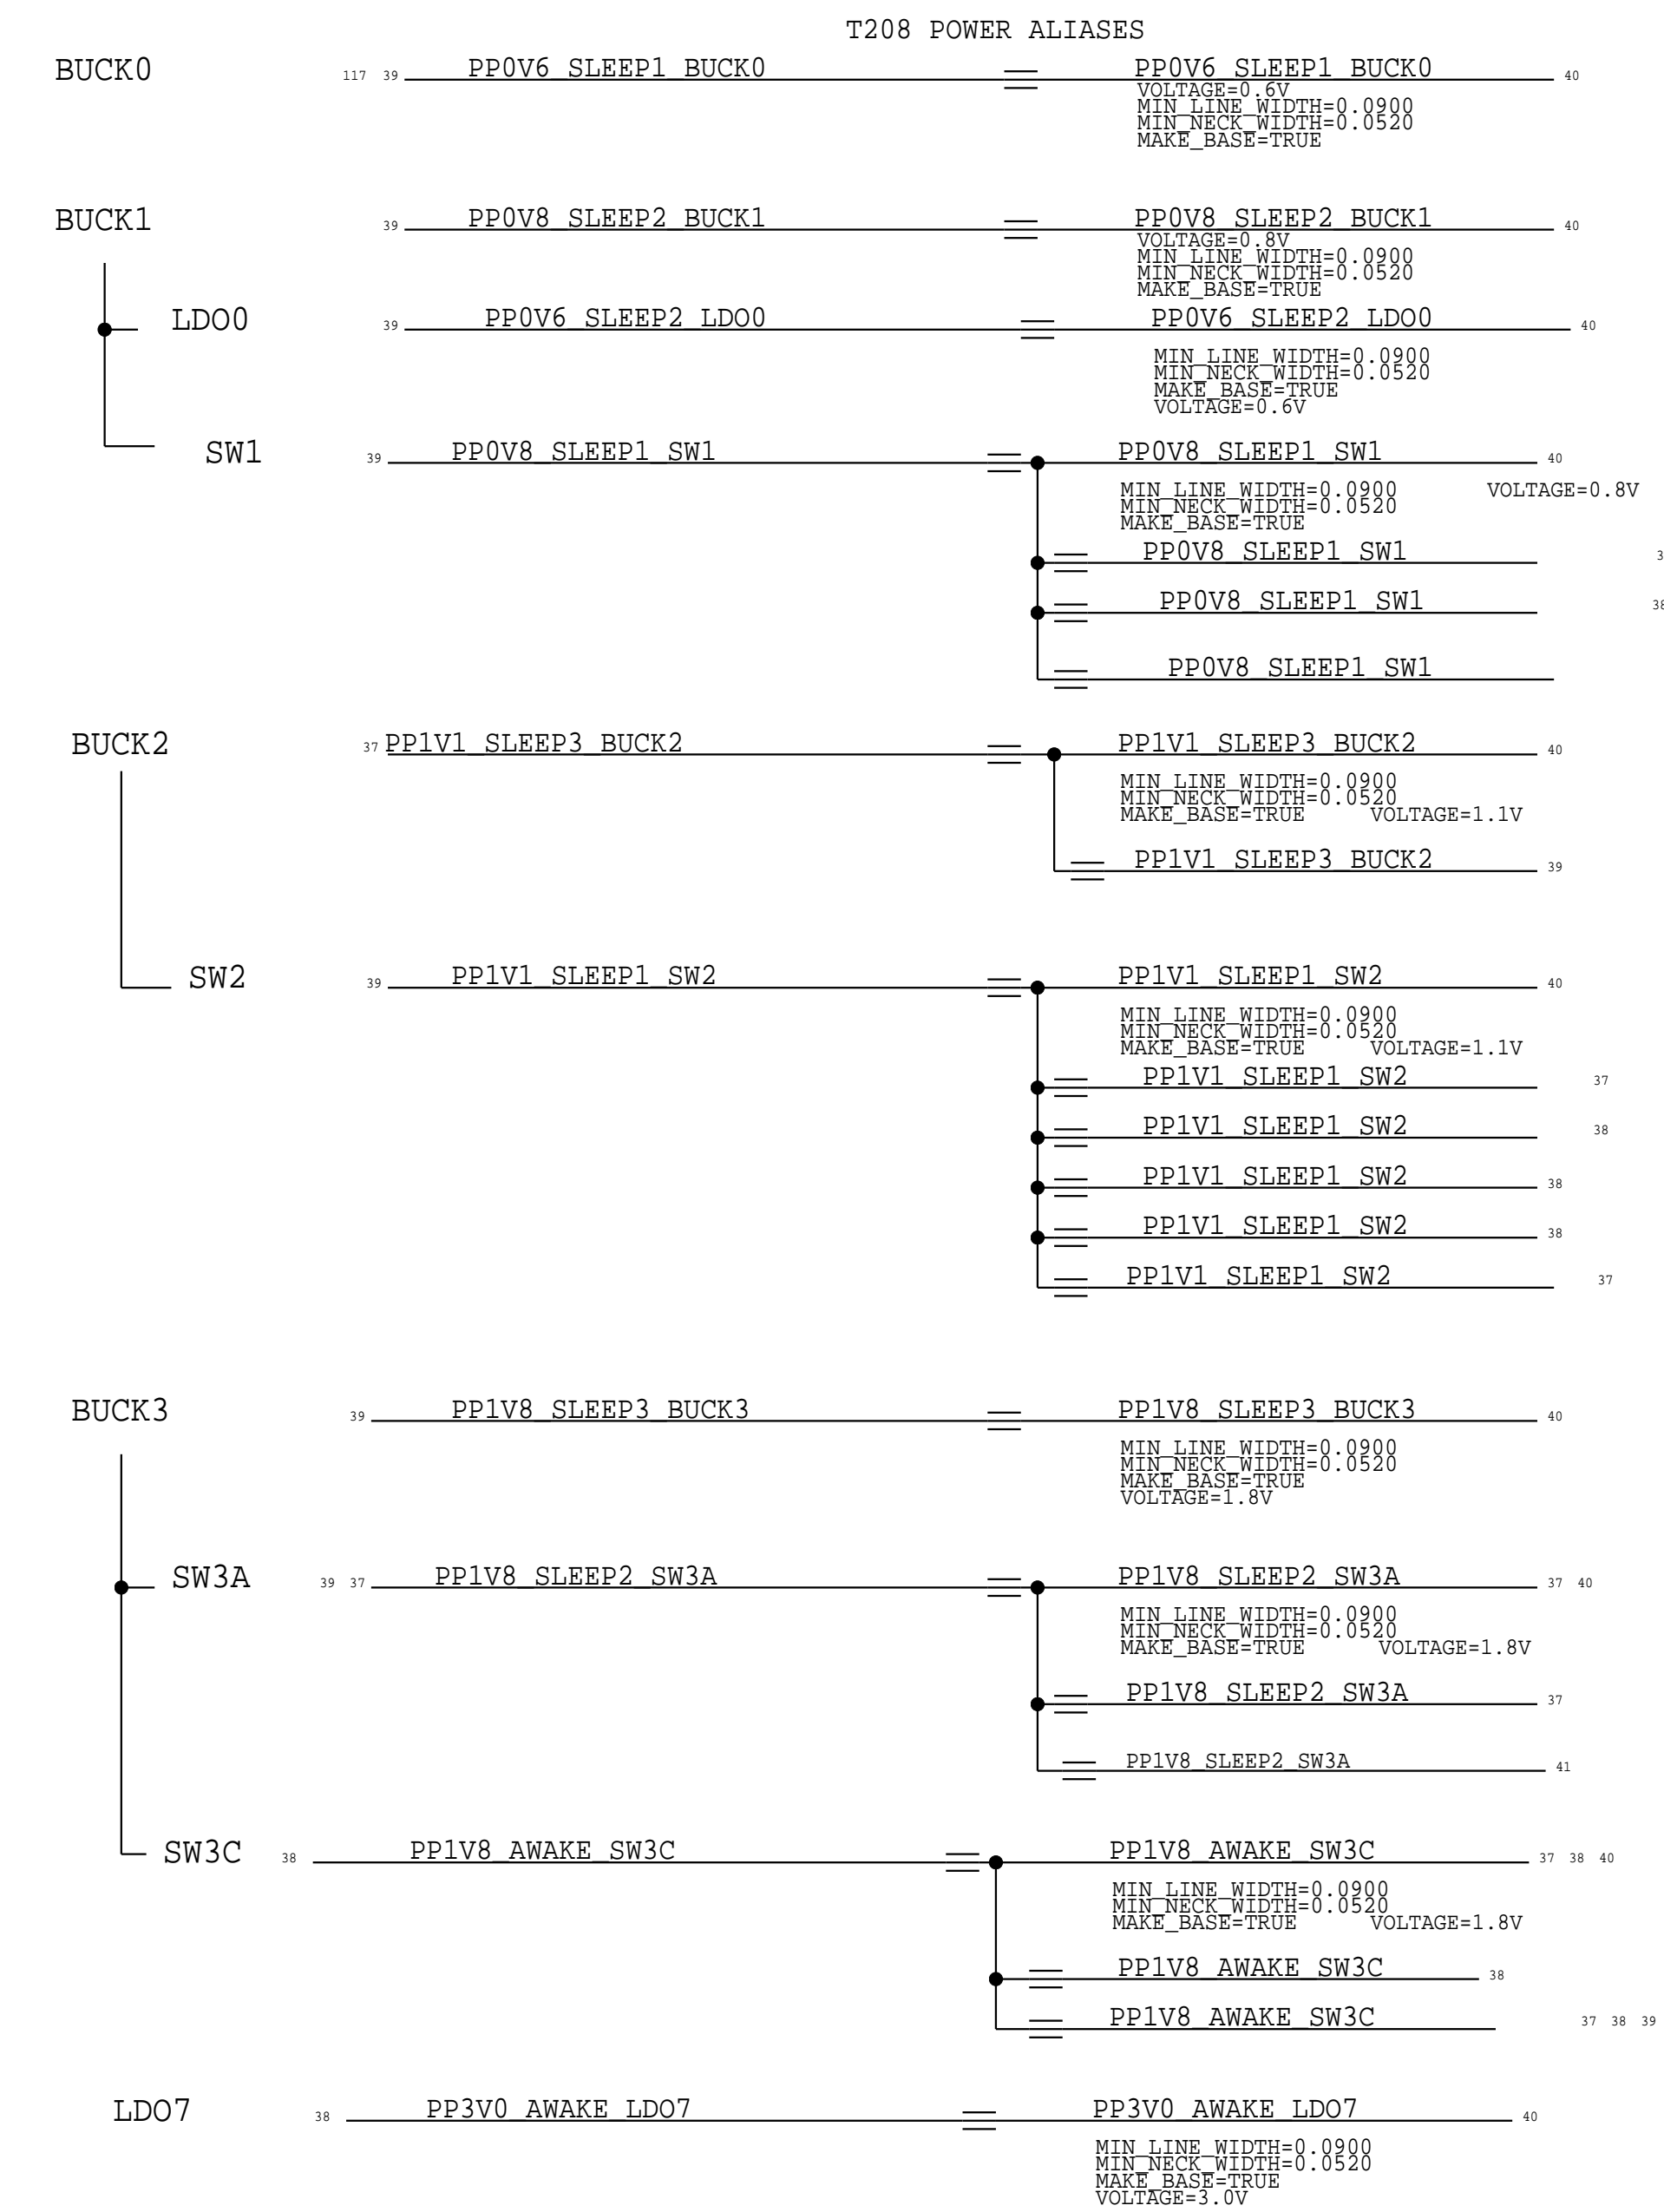 T208 POWER ALIASES
BUCK0 117 39 PP0V6_SLEEP1_BUCK0 PP0V6_SLEEP1_BUCK0 40
VOLTAGE=0.6V
MIN_LINE_WIDTH=0.0900
MIN_NECK_WIDTH=0.0520
MAKE_BASE=TRUE
BUCK1 39 PP0V8_SLEEP2_BUCK1 PP0V8_SLEEP2_BUCK1 40
VOLTAGE=0.8V
MIN_LINE_WIDTH=0.0900
MIN_NECK_WIDTH=0.0520
MAKE_BASE=TRUE
LDO0 39 PP0V6_SLEEP2_LDO0 PP0V6_SLEEP2_LDO0 40
MIN_LINE_WIDTH=0.0900
MIN_NECK_WIDTH=0.0520
MAKE_BASE=TRUE
VOLTAGE=0.6V
SW1 39 PP0V8_SLEEP1_SW1 PP0V8_SLEEP1_SW1 40
MIN_LINE_WIDTH=0.0900 VOLTAGE=0.8V
MIN_NECK_WIDTH=0.0520
MAKE_BASE=TRUE
PP0V8_SLEEP1_SW1
PP0V8_SLEEP1_SW1 38
PP0V8_SLEEP1_SW1
BUCK2 37 PP1V1_SLEEP3_BUCK2 PP1V1_SLEEP3_BUCK2 40
MIN_LINE_WIDTH=0.0900
MIN_NECK_WIDTH=0.0520
MAKE_BASE=TRUE VOLTAGE=1.1V
PP1V1_SLEEP3_BUCK2 39
SW2 39 PP1V1_SLEEP1_SW2 PP1V1_SLEEP1_SW2 40
MIN_LINE_WIDTH=0.0900
MIN_NECK_WIDTH=0.0520
MAKE_BASE=TRUE VOLTAGE=1.1V
PP1V1_SLEEP1_SW2 37
PP1V1_SLEEP1_SW2 38
PP1V1_SLEEP1_SW2 38
PP1V1_SLEEP1_SW2 38
PP1V1_SLEEP1_SW2 37
BUCK3 39 PP1V8_SLEEP3_BUCK3 PP1V8_SLEEP3_BUCK3 40
MIN_LINE_WIDTH=0.0900
MIN_NECK_WIDTH=0.0520
MAKE_BASE=TRUE
VOLTAGE=1.8V
SW3A 39 37 PP1V8_SLEEP2_SW3A PP1V8_SLEEP2_SW3A 37 40
MIN_LINE_WIDTH=0.0900
MIN_NECK_WIDTH=0.0520
MAKE_BASE=TRUE VOLTAGE=1.8V
PP1V8_SLEEP2_SW3A 37
PP1V8_SLEEP2_SW3A 41
SW3C 38 PP1V8_AWAKE_SW3C PP1V8_AWAKE_SW3C 37 38 40
MIN_LINE_WIDTH=0.0900
MIN_NECK_WIDTH=0.0520
MAKE_BASE=TRUE VOLTAGE=1.8V
PP1V8_AWAKE_SW3C 38
PP1V8_AWAKE_SW3C 37 38 39
LDO7 38 PP3V0_AWAKE_LDO7 PP3V0_AWAKE_LDO7 40
MIN_LINE_WIDTH=0.0900
MIN_NECK_WIDTH=0.0520
MAKE_BASE=TRUE
VOLTAGE=3.0V